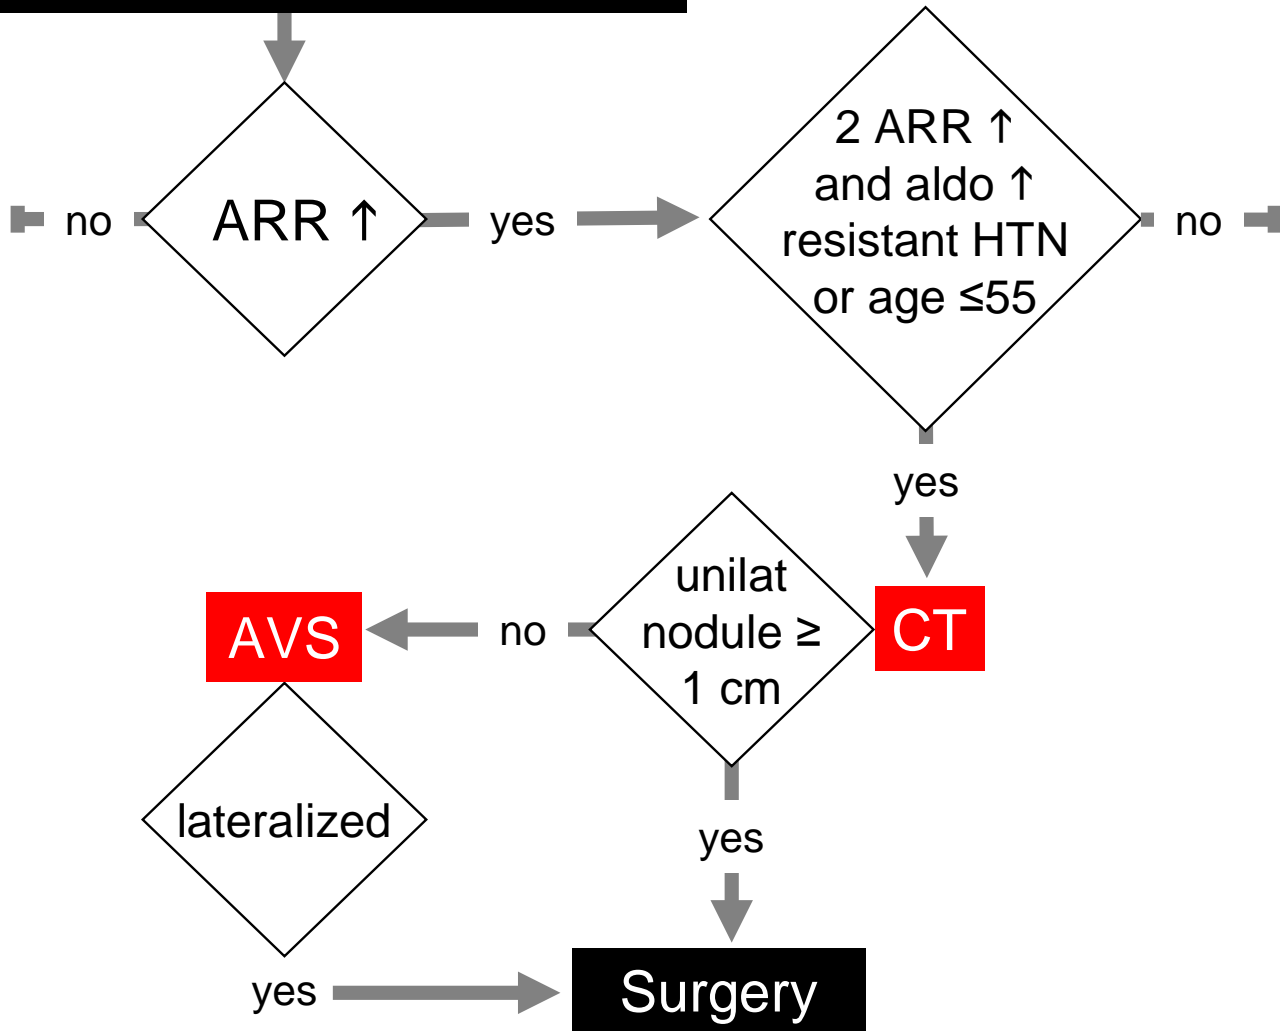 no
ARR ↑
yes
2 ARR ↑
and aldo ↑
resistant HTN
or age ≤55
no
yes
CT
unilat
nodule ≥
1 cm
no
AVS
lateralized
yes
yes
Surgery